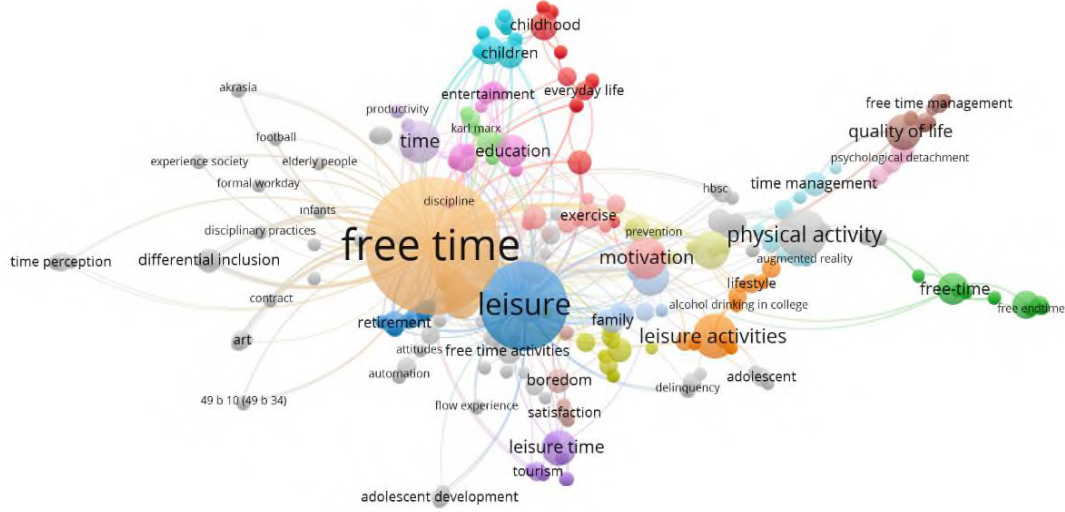 childhood
children
akrasia
entertainment
everyday life
productivity
free time management
karl marx
football
time
education
quality of life
experience society
elderly people
psychological detachment
formal workday
time management
hbsc
discipline
infants
exercise
disciplinary practices
prevention
physical activity
free time
time perception
differential inclusion
motivation
augmented reality
lifestyle
free-time
contract
leisure
alcohol drinking in college
free endtime
retirement
family
art
leisure activities
attitudes
free time activities
automation
boredom
delinquency
adolescent
49 b 10 (49 b 34)
flow experience
satisfaction
leisure time
tourism
adolescent development